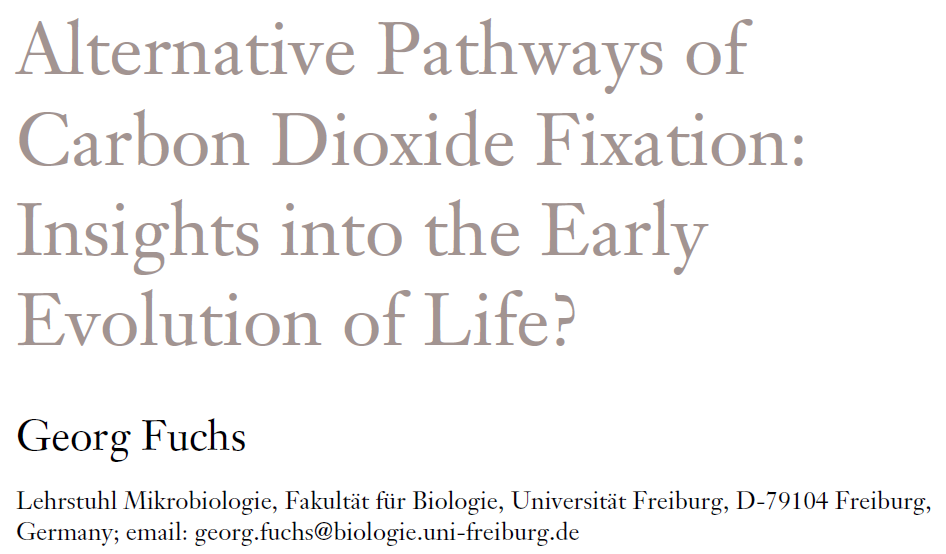 Alternative Pathways of
Carbon Dioxide Fixation:
Insights into the Early
Evolution of Life?
Georg Fuchs
Lehrstuhl Mikrobiologie, Fakultät für Biologie, Universität Freiburg, D-79104 Freiburg,
Germany; email: georg.fuchs@biologie.uni-freiburg.de